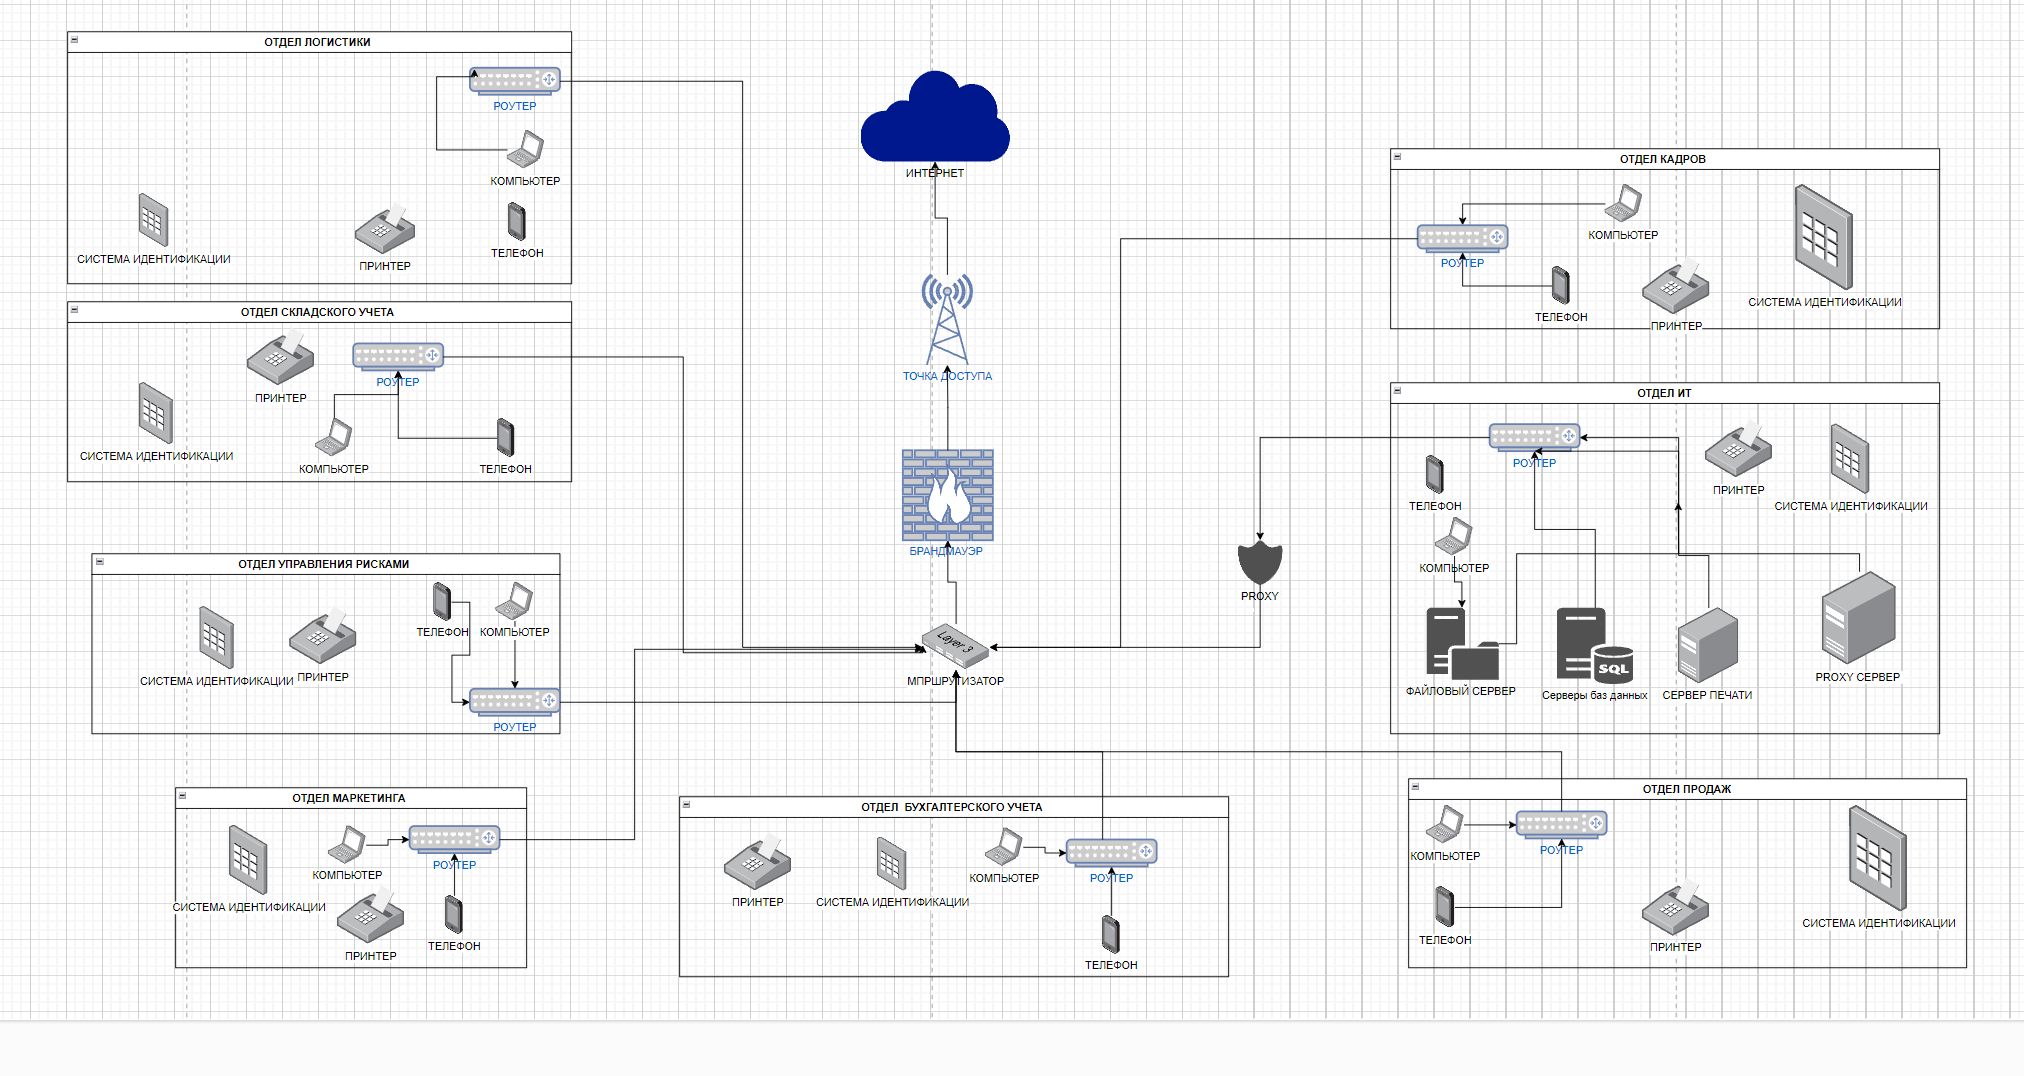 ОТДЕЛ ЛОГИСТИКИ
РОУТЕР
КОМПЬЮТЕР
СИСТЕМА ИДЕНТИФИКАЦИИ
ПРИНТЕР
ТЕЛЕФОН
ОТДЕЛ СКЛАДСКОГО УЧЕТА
ПРИНТЕР
РОУТЕР
СИСТЕМА ИДЕНТИФИКАЦИИ
КОМПЬЮТЕР
ТЕЛЕФОН
ОТДЕЛ УПРАВЛЕНИЯ РИСКАМИ
ТЕЛЕФОН
КОМПЬЮТЕР
СИСТЕМА ИДЕНТИФИКАЦИИ
ПРИНТЕР
РОУТЕР
ОТДЕЛ МАРКЕТИНГА
КОМПЬЮТЕР
РОУТЕР
СИСТЕМА ИДЕНТИФИКАЦИИ
ПРИНТЕР
ТЕЛЕФОН
ИНТЕРНЕТ
ТОЧКА ДОСТУПА
БРАНДМАУЭР
Layer 3
МПРШРУТИЗАТОР
PROXY
ОТДЕЛ БУХГАЛТЕРСКОГО УЧЕТА
ПРИНТЕР
СИСТЕМА ИДЕНТИФИКАЦИИ
КОМПЬЮТЕР
РОУТЕР
ТЕЛЕФОН
ОТДЕЛ КАДРОВ
КОМПЬЮТЕР
РОУТЕР
ТЕЛЕФОН
ПРИНТЕР
СИСТЕМА ИДЕНТИФИКАЦИИ
ОТДЕЛ ИТ
РОУТЕР
ТЕЛЕФОН
ПРИНТЕР
СИСТЕМА ИДЕНТИФИКАЦИИ
КОМПЬЮТЕР
SQL
ФАЙЛОВЫЙ СЕРВЕР
Серверы баз данных
СЕРВЕР ПЕЧАТИ
PROXY СЕРВЕР
ОТДЕЛ ПРОДАЖ
КОМПЬЮТЕР
РОУТЕР
ТЕЛЕФОН
ПРИНТЕР
СИСТЕМА ИДЕНТИФИКАЦИИ